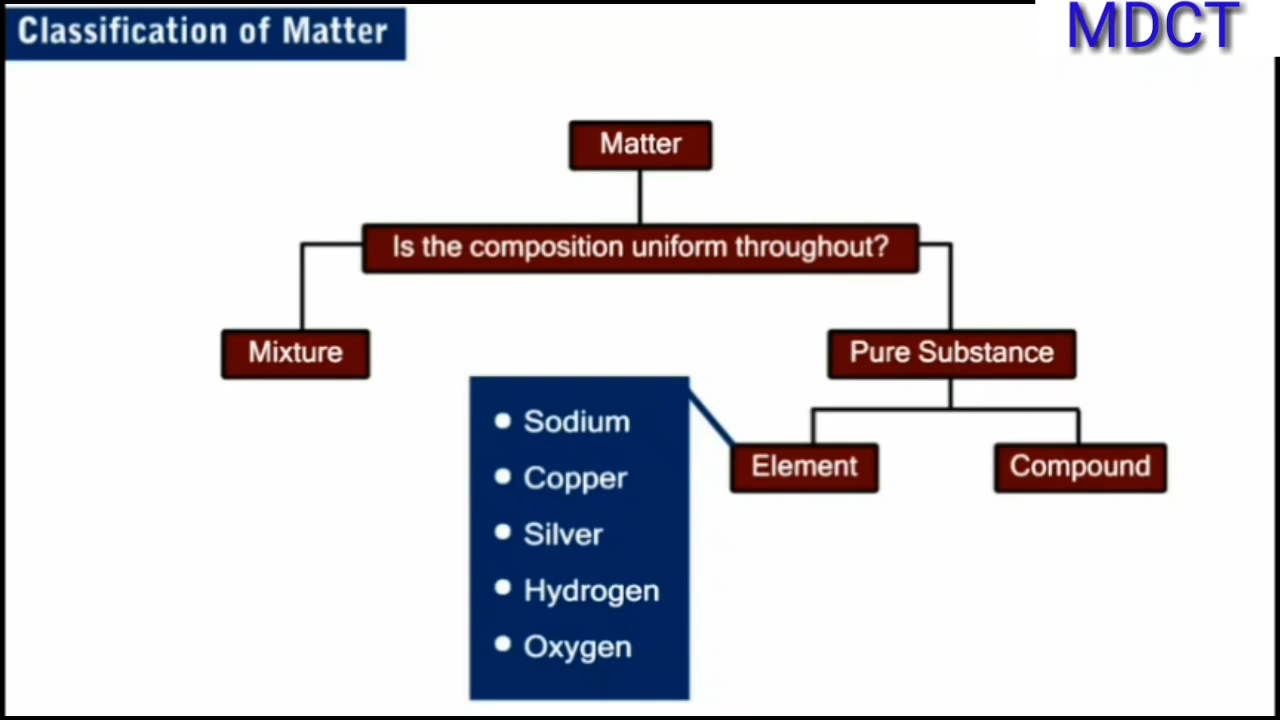 Classification of Matter
MDCT
Matter
Is the composition uniform throughout?
Mixture
Pure Substance
Element
Compound
Sodium
Copper
Silver
Hydrogen
Oxygen